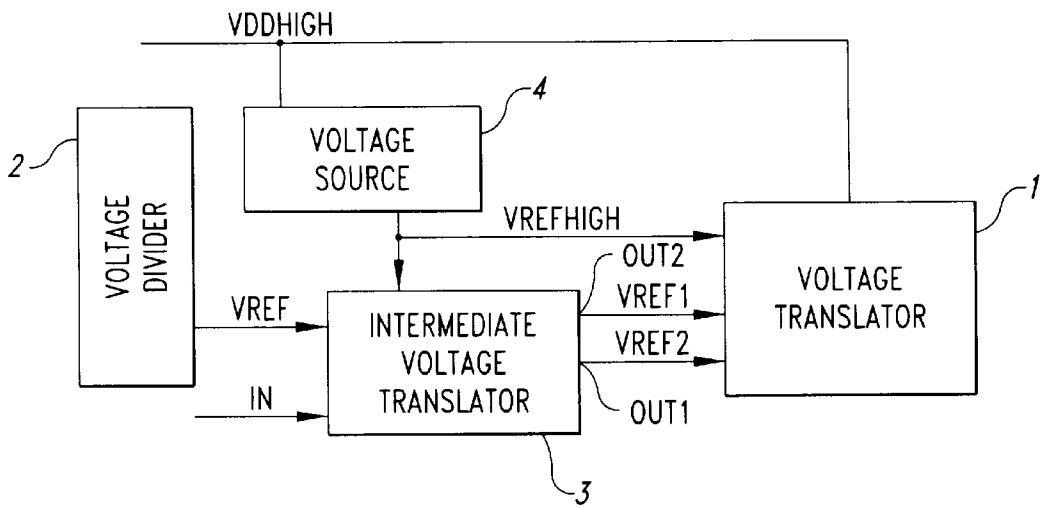 VDDHIGH
4
VOLTAGE
SOURCE
2
VOLTAGE
DIVIDER
1
VREFHIGH
OUT2
VOLTAGE
TRANSLATOR
VREF
INTERMEDIATE
VOLTAGE
TRANSLATOR
VREF1
VREF2
IN
OUT1
3